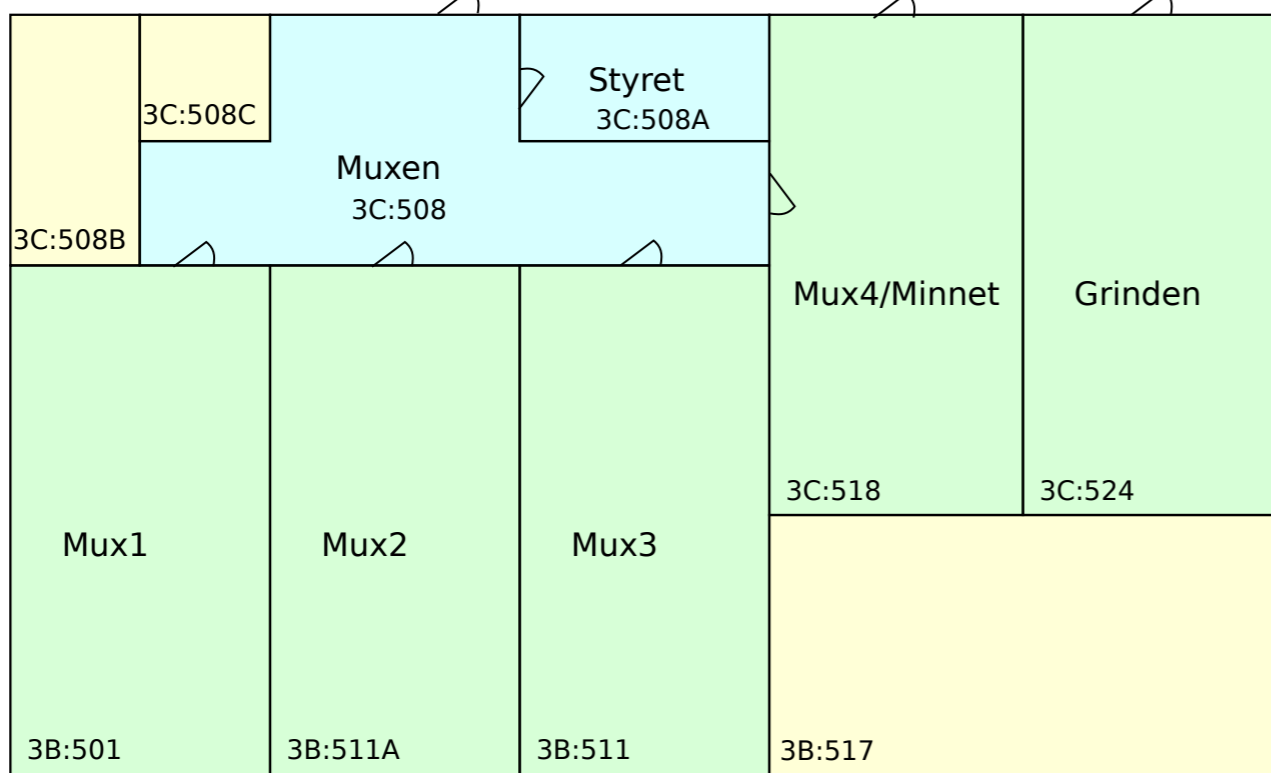 Styret
3C:508C
3C:508A
Muxen
3C:508
3C:508B
Mux4/Minnet
Grinden
3C:518
3C:524
Mux1
Mux2
Mux3
3B:501
3B:511A
3B:511
3B:517